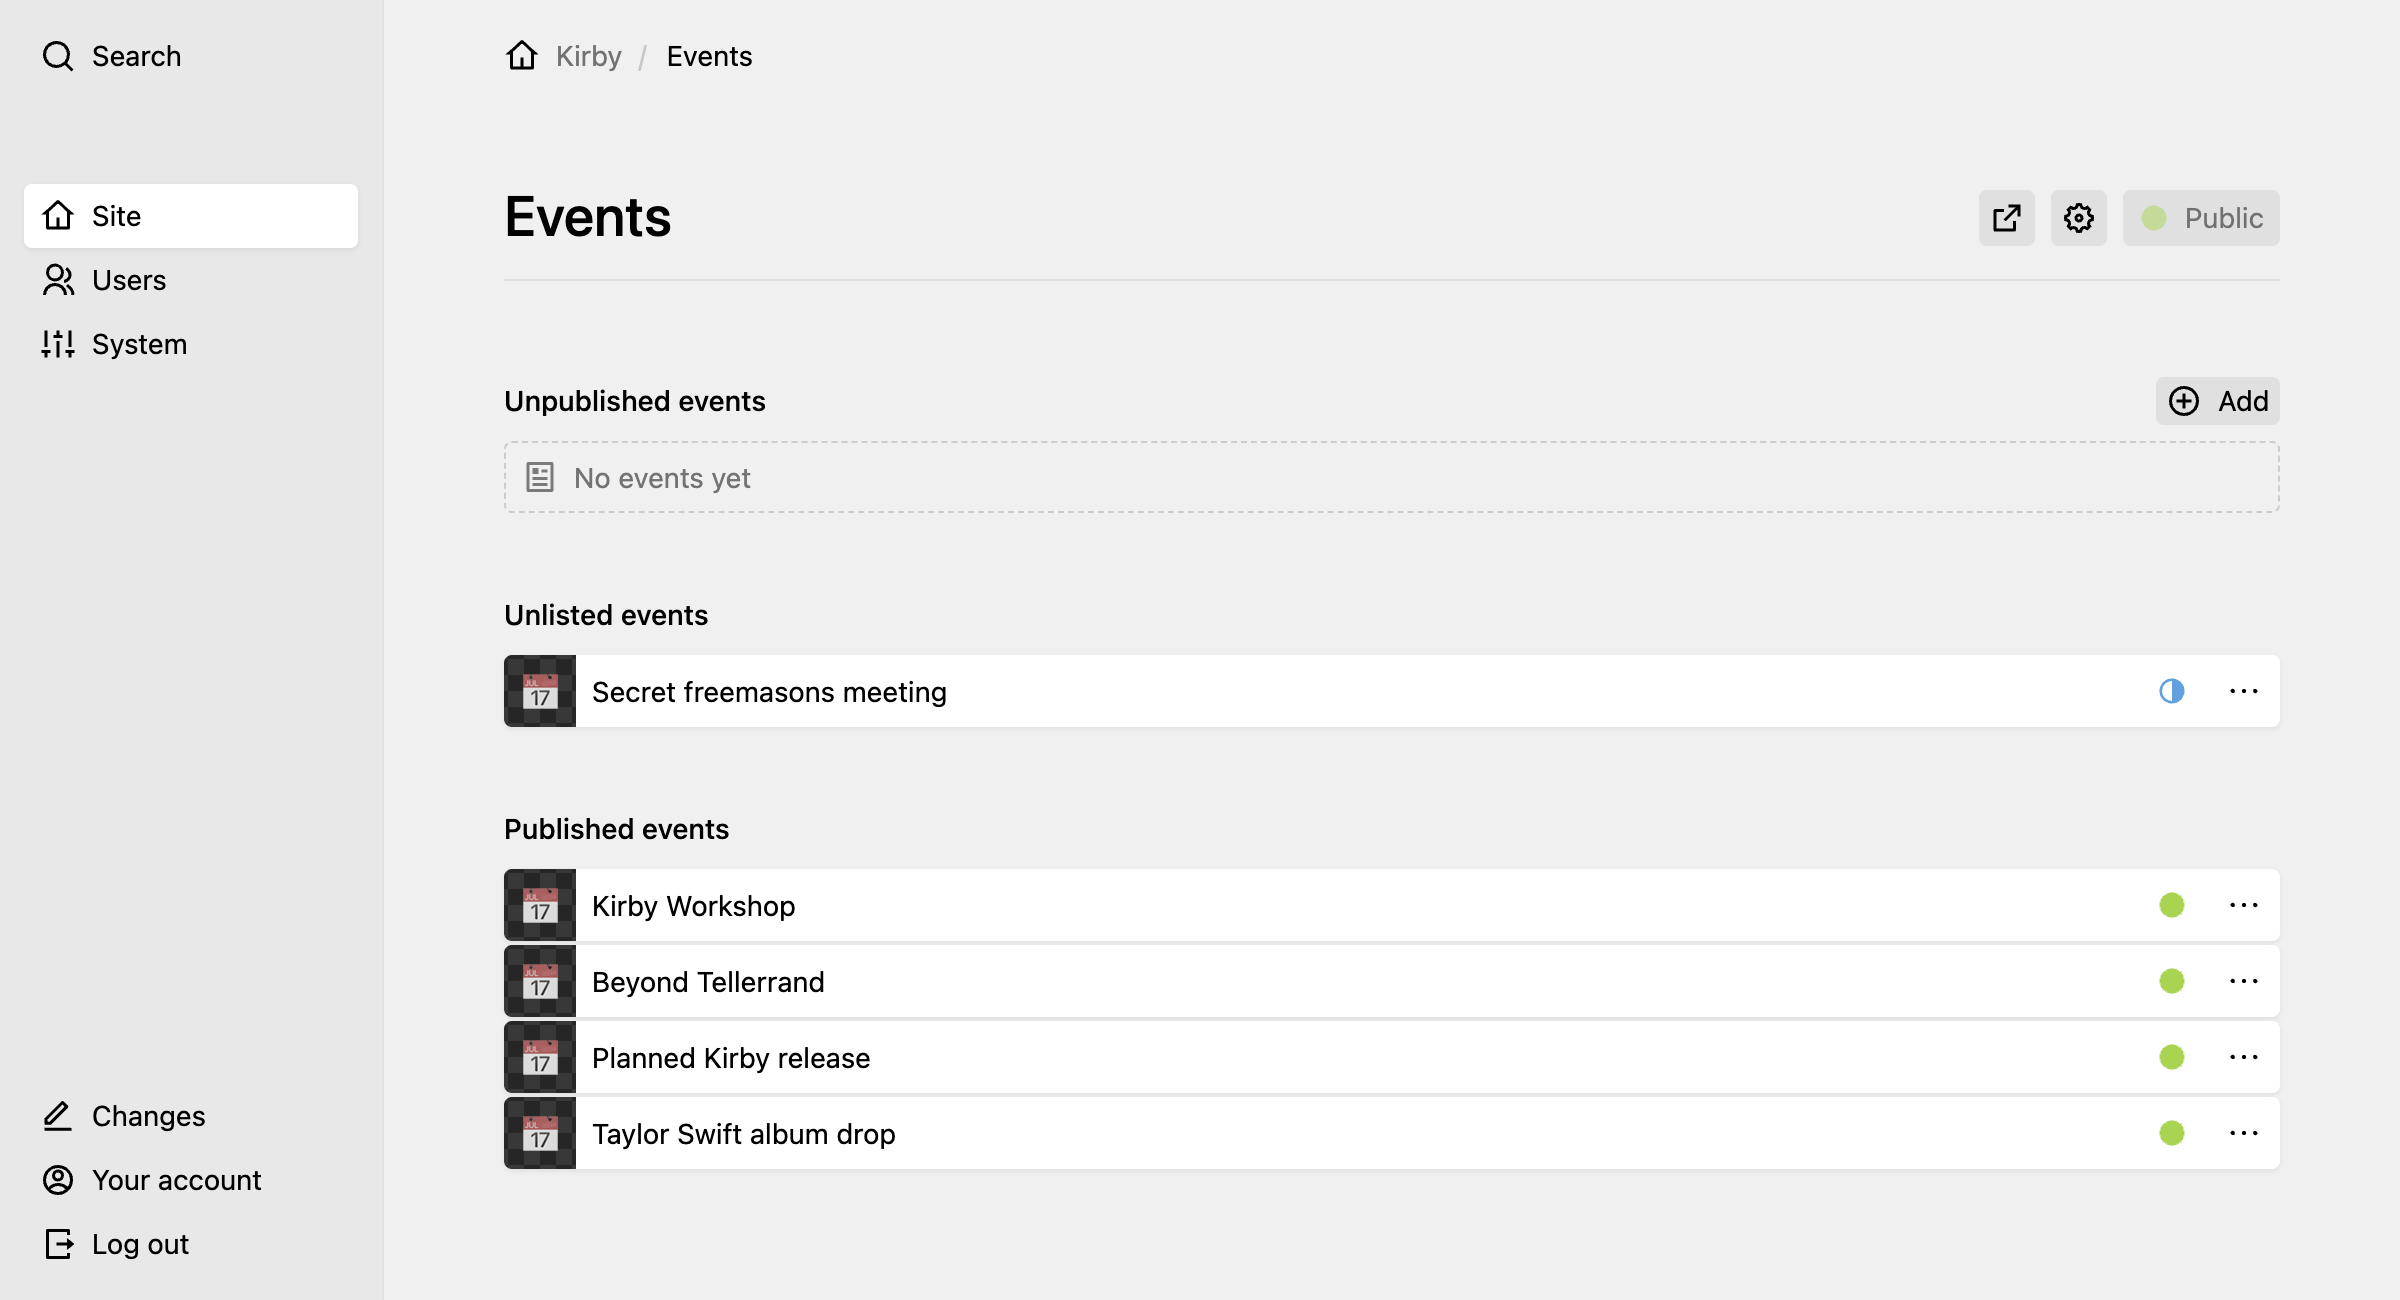 Search
Site
Users
System
Changes
Your account
Log out
Kirby / Events
Events
Public
Unpublished events
Add
No events yet
Unlisted events
JUL
17
Secret freemasons meeting
Published events
JUL
17
Kirby Workshop
JUL
17
Beyond Tellerrand
JUL
17
Planned Kirby release
JUL
17
Taylor Swift album drop